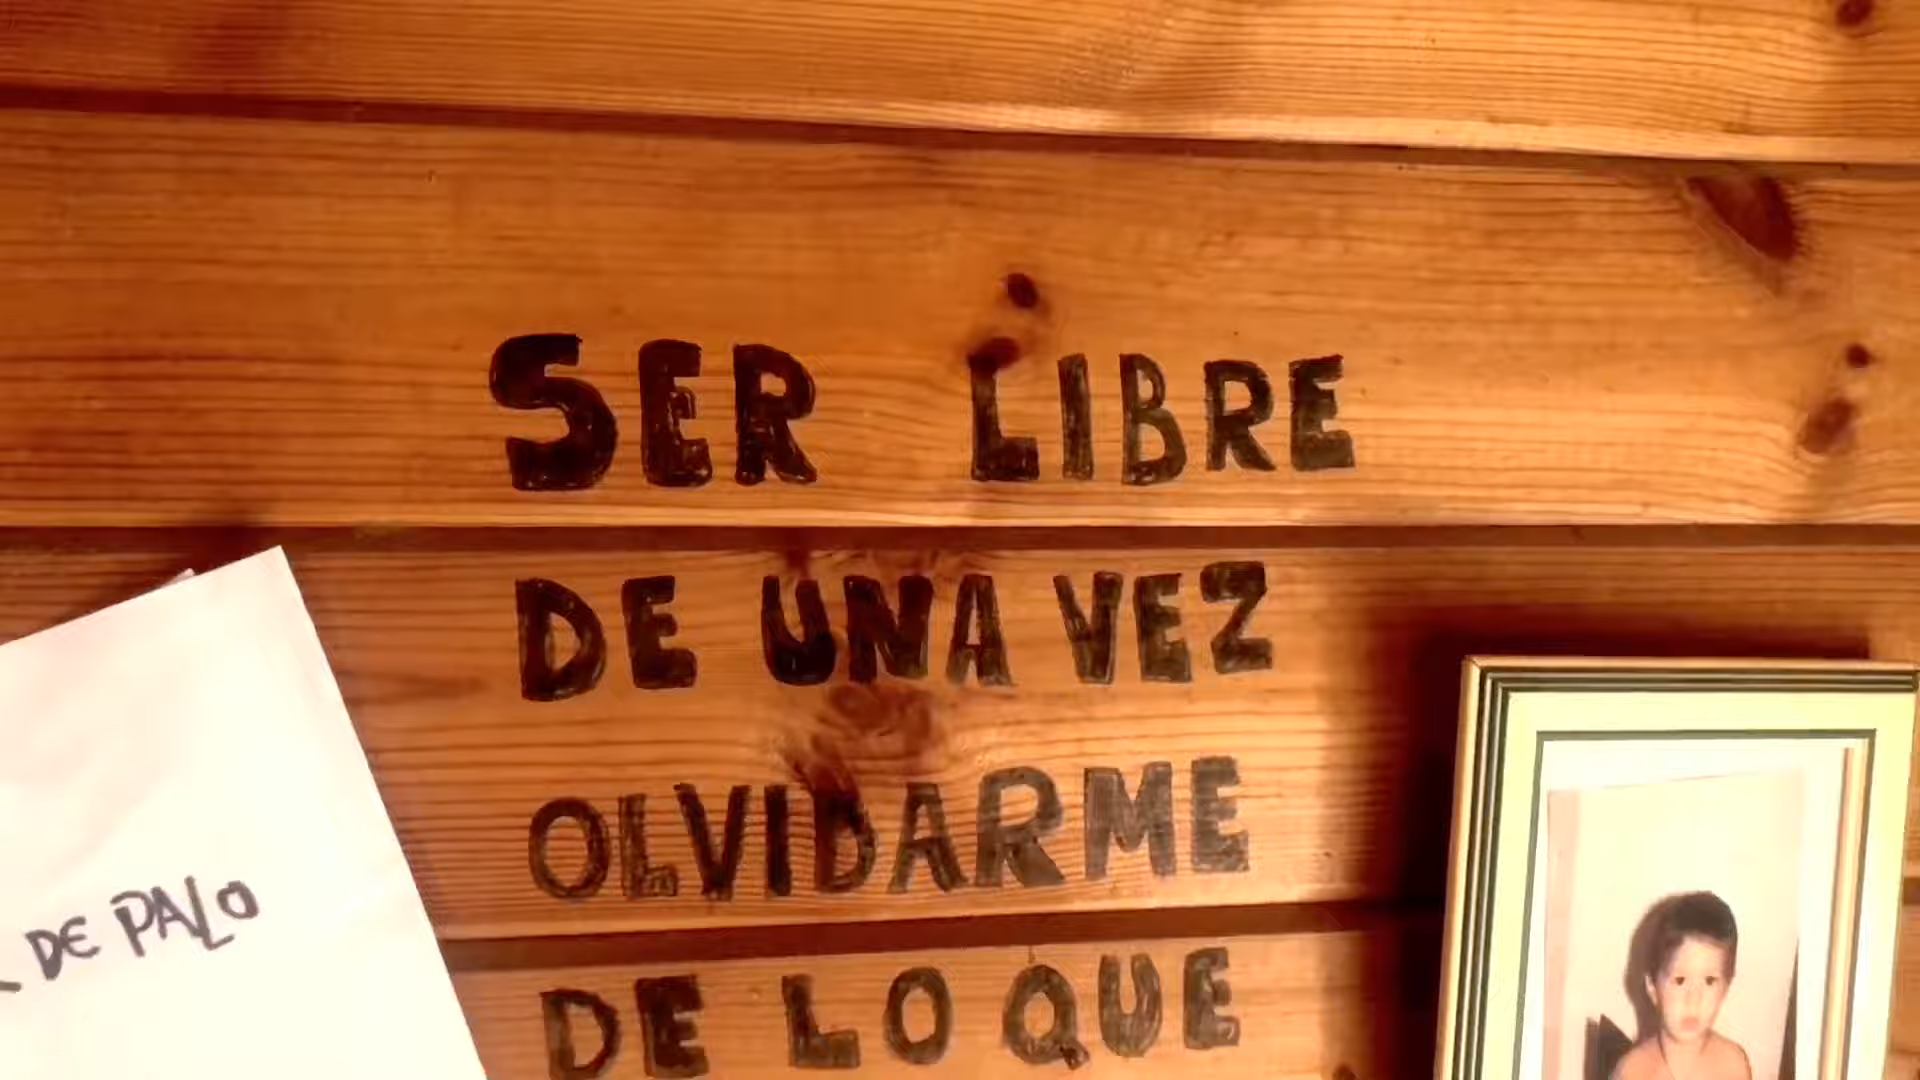 SER LIBRE
DE UNA VEZ
OLVIDARME
DE LO QUE
DE PALO